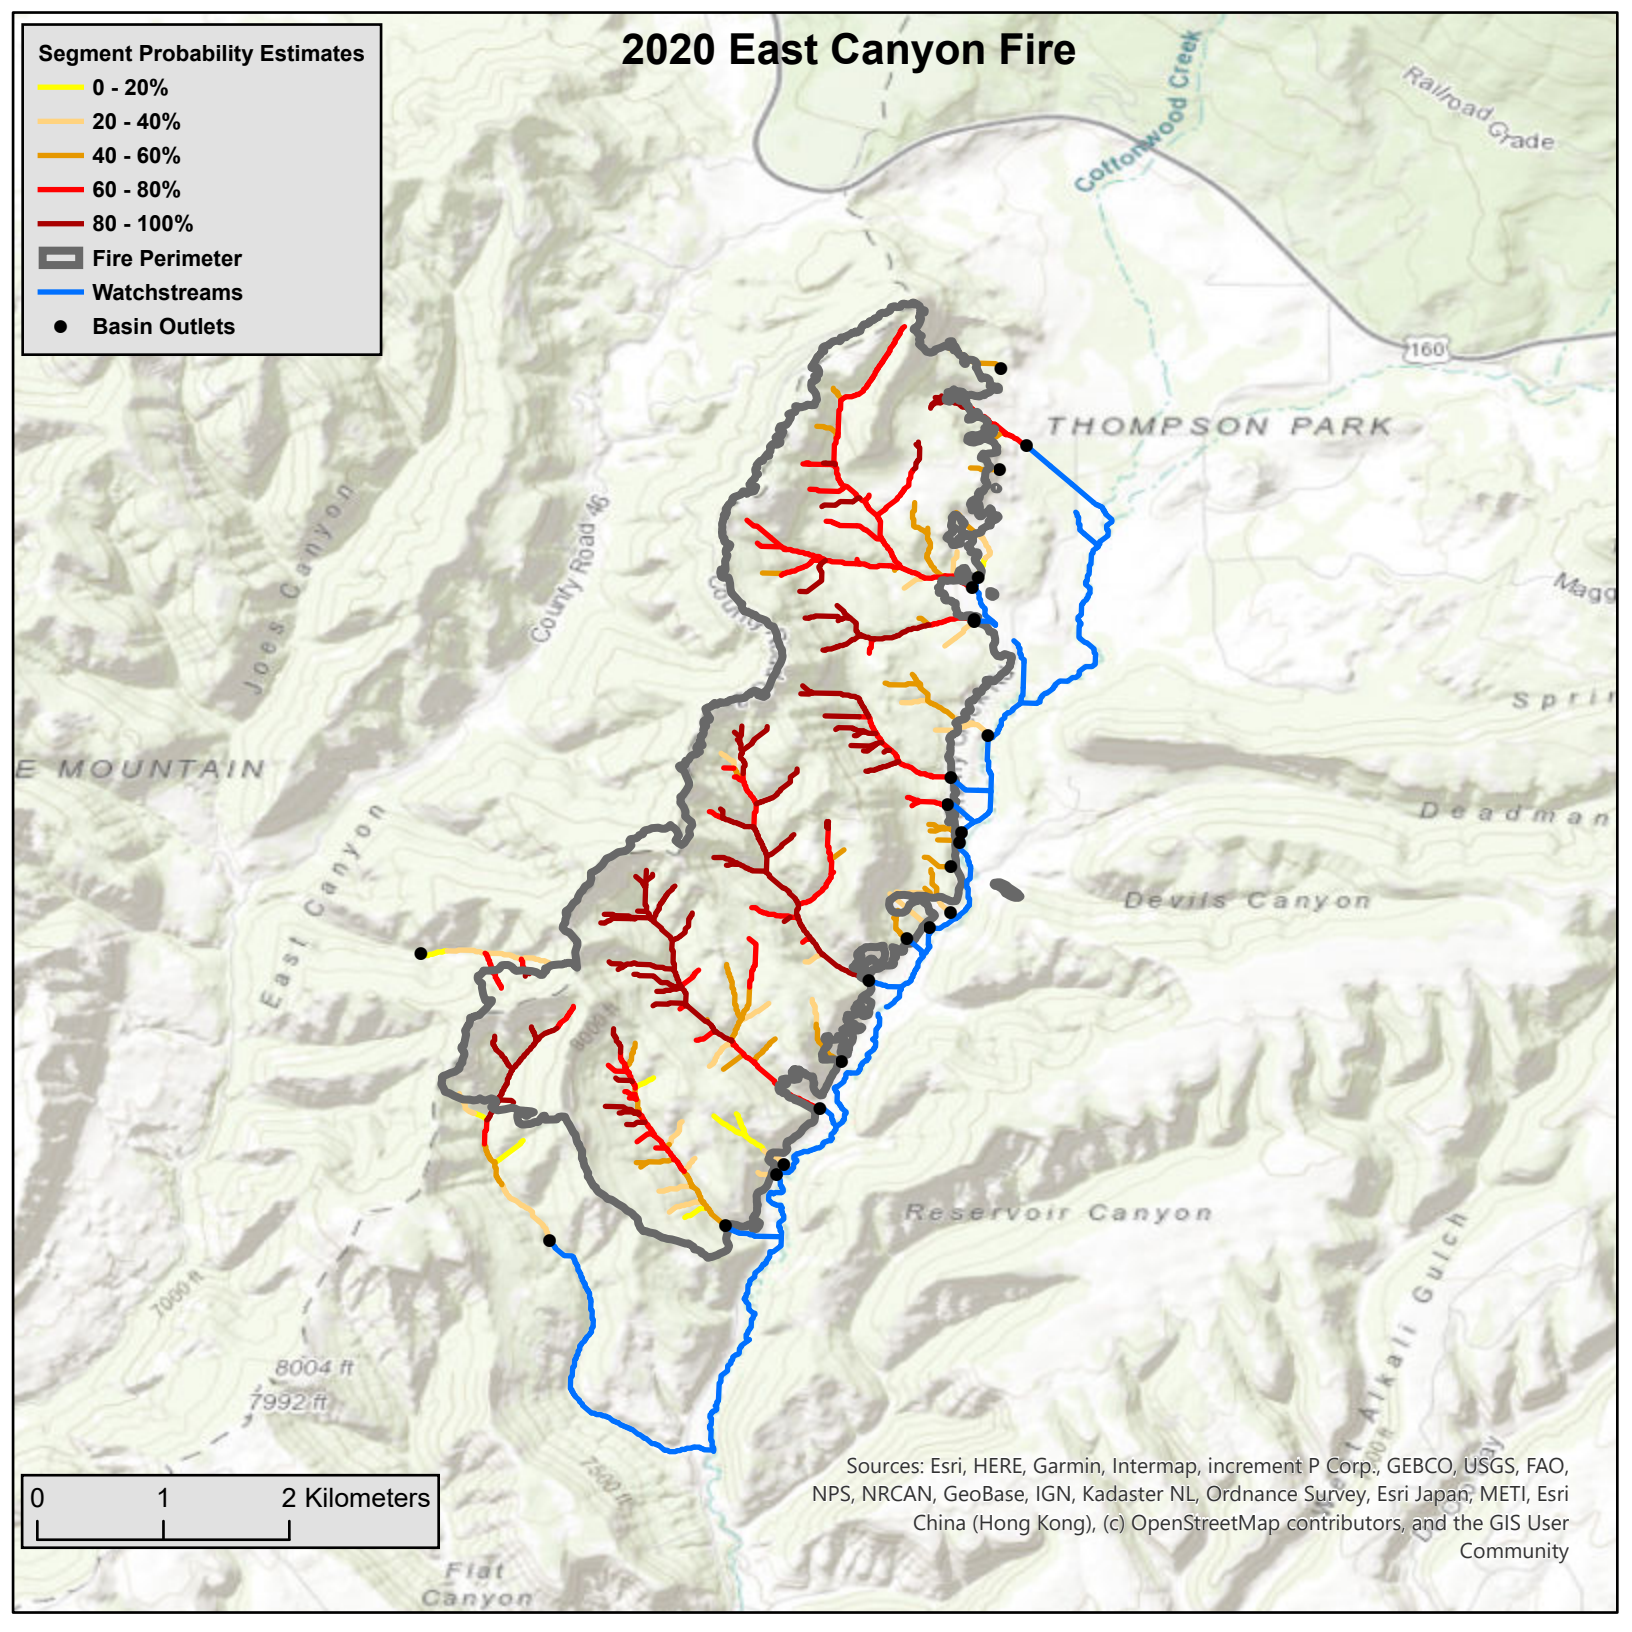 2020 East Canyon Fire
Segment Probability Estimates
0 - 20%
20 - 40%
40 - 60%
60 - 80%
80 - 100%
Fire Perimeter
Watchstreams
Basin Outlets
Cottonwood Creek
Railroad Grade
160
THOMPSON PARK
Joes Canyon
County Road 46
County
Magg
Sprin
E MOUNTAIN
Deadman
East Canyon
Devils Canyon
8000 ft
Reservoir Canyon
7000 ft
8004 ft
7992 ft
7500 ft
Alkali Gulch
0
1
2 Kilometers
Flat
Canyon
Sources: Esri, HERE, Garmin, Intermap, increment P Corp., GEBCO, USGS, FAO,
NPS, NRCAN, GeoBase, IGN, Kadaster NL, Ordnance Survey, Esri Japan, METI, Esri
China (Hong Kong), (c) OpenStreetMap contributors, and the GIS User
Community